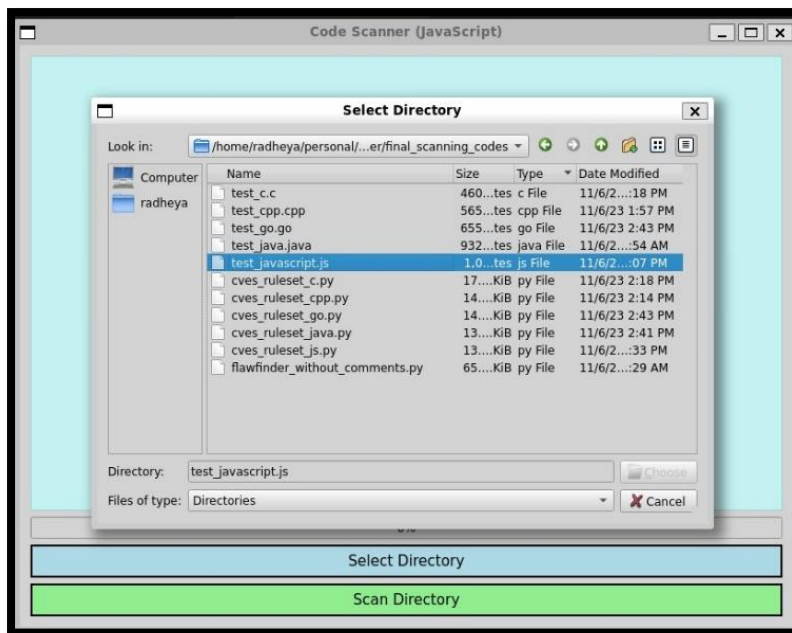 Code Scanner (JavaScript)
Select Directory
Look in: /home/radheya/personal/...er/final_scanning_codes
Computer
radheya
Name Size Type Date Modified
test_c.c 460...tes c File 11/6/2...:18 PM
test_cpp.cpp 565...tes cpp File 11/6/23 1:57 PM
test_go.go 655...tes go File 11/6/23 2:43 PM
test_java.java 932...tes java File 11/6/2...:54 AM
test_javascript.js 1.0...tes js File 11/6/2...:07 PM
cves_ruleset_c.py 17....KiB py File 11/6/23 2:18 PM
cves_ruleset_cpp.py 14....KiB py File 11/6/23 2:14 PM
cves_ruleset_go.py 14....KiB py File 11/6/23 2:43 PM
cves_ruleset_java.py 13....KiB py File 11/6/23 2:41 PM
cves_ruleset_js.py 13....KiB py File 11/6/2...:33 PM
flawfinder_without_comments.py 65....KiB py File 11/6/2...:29 AM
Directory: test_javascript.js Choose
Files of type: Directories Cancel
Select Directory
Scan Directory